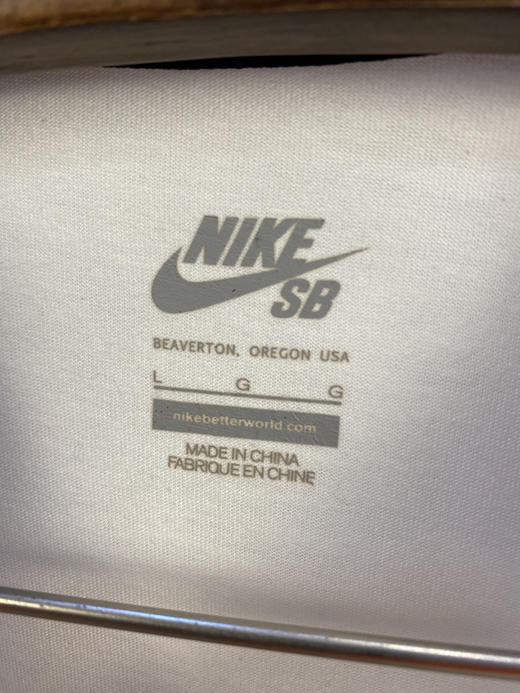 NIKE
SB
BEAVERTON, OREGON USA
L G G
nikebetterworld.com
MADE IN CHINA
FABRIQUE EN CHINE